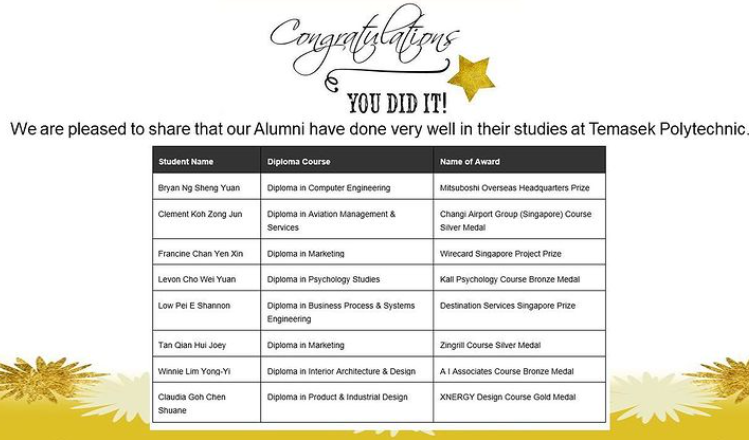 Congratulations
YOU DID IT!
We are pleased to share that our Alumni have done very well in their studies at Temasek Polytechnic.
Student Name Diploma Course Name of Award
Bryan Ng Sheng Yuan Diploma in Computer Engineering Mitsuboshi Overseas Headquarters Prize
Clement Koh Zong Jun Diploma in Aviation Management & Changi Airport Group (Singapore) Course
Services Silver Medal
Francine Chan Yen Xin Diploma in Marketing Wirecard Singapore Project Prize
Levon Cho Wei Yuan Diploma in Psychology Studies Kall Psychology Course Bronze Medal
Low Pei E Shannon Diploma in Business Process & Systems Destination Services Singapore Prize
Engineering
Tan Qian Hui Joey Diploma in Marketing Zingrill Course Silver Medal
Winnie Lim Yong-Yi Diploma in Interior Architecture & Design A I Associates Course Bronze Medal
Claudia Goh Chen Diploma in Product & Industrial Design XNERGY Design Course Gold Medal
Shuane